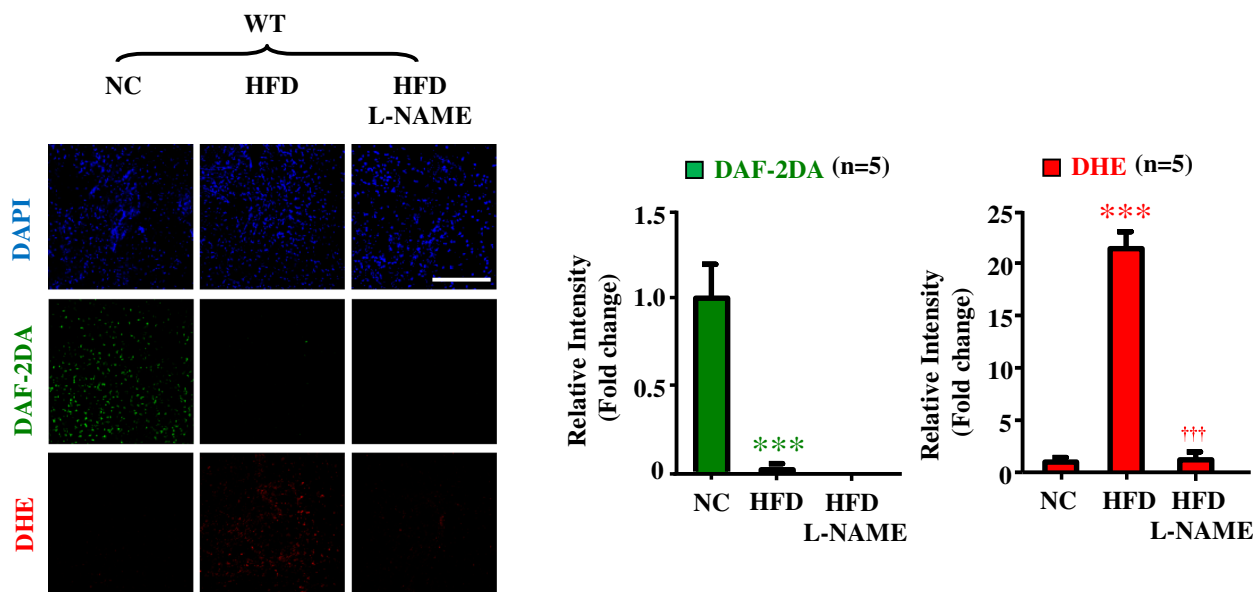 WT
NC HFD HFD
L-NAME
DAPI
DAF-2DA
DHE
DAF-2DA (n=5)
Relative Intensity
(Fold change)
1.5
1.0
0.5
0
***
NC HFD HFD
L-NAME
DHE (n=5)
Relative Intensity
(Fold change)
25
20
15
10
5
0
***
†††
NC HFD HFD
L-NAME